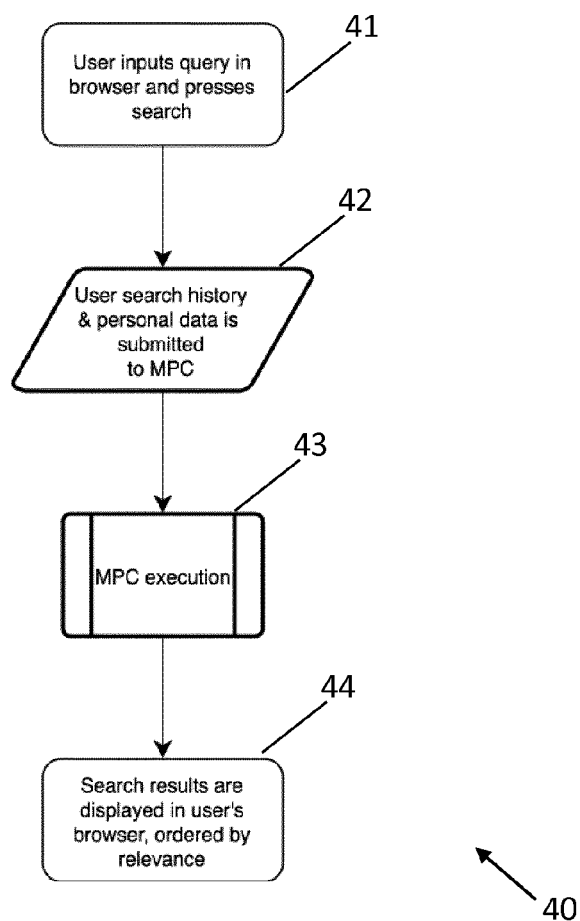 41
User inputs query in
browser and presses
search
42
User search history
& personal data is
submitted
to MPC
43
MPC execution
44
Search results are
displayed in user's
browser, ordered by
relevance
40